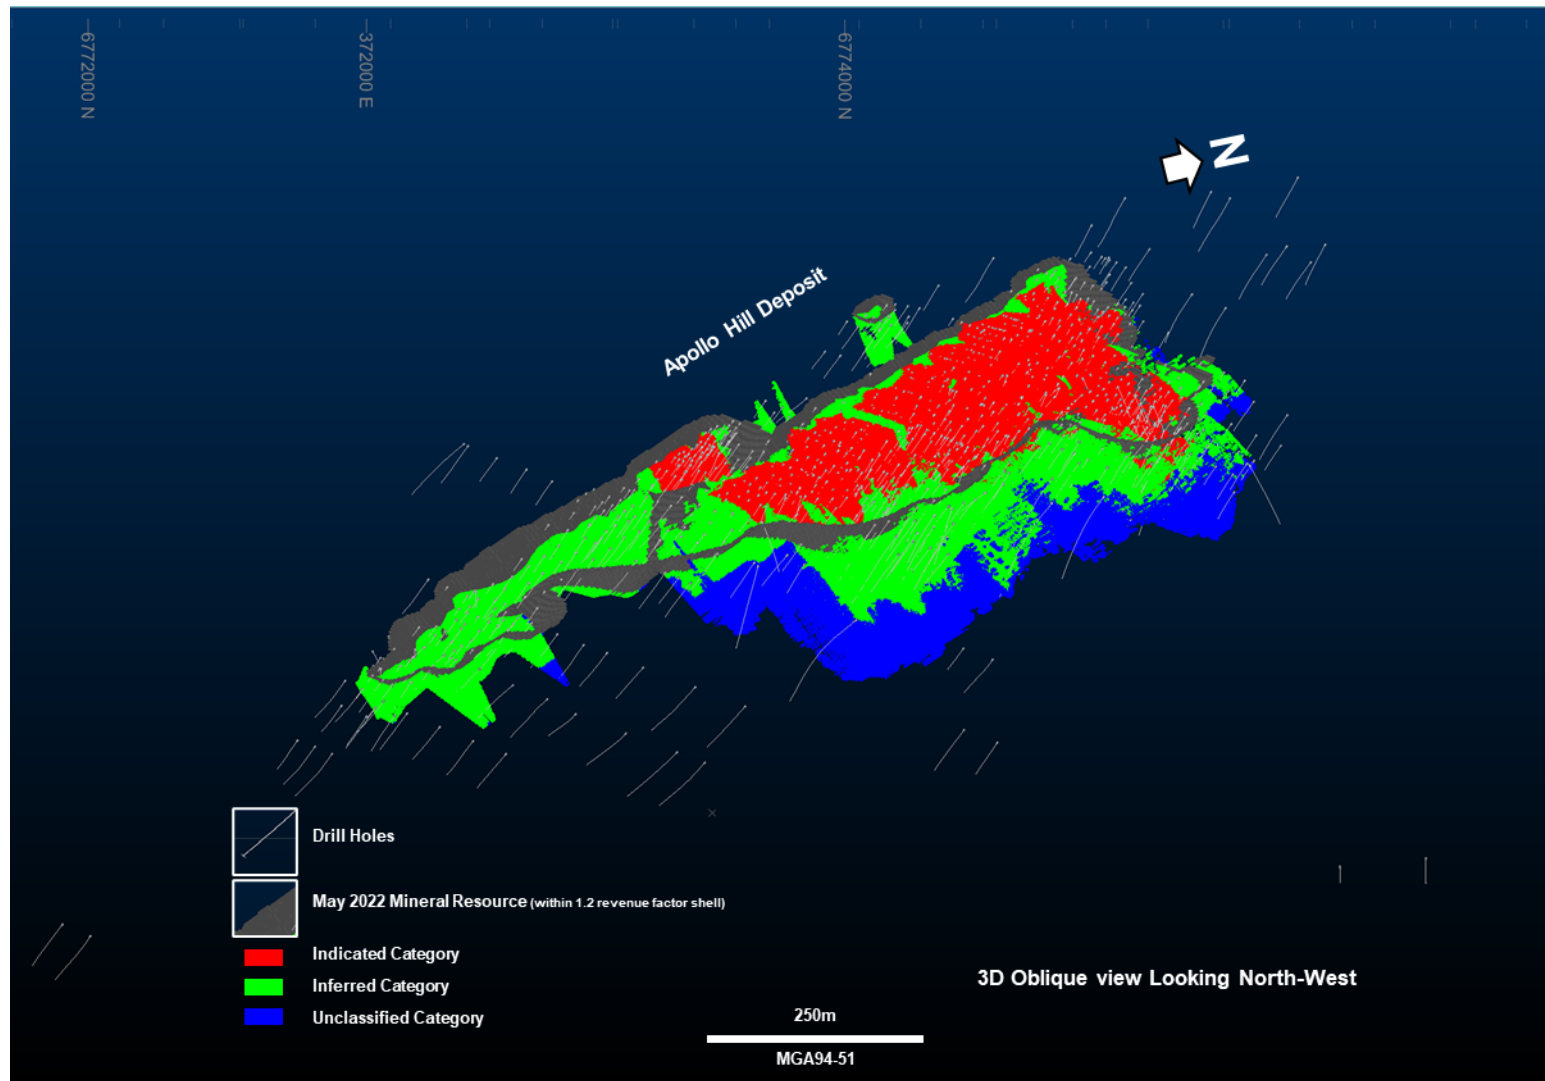 6772000 N
372000 E
6774000 N
N
Apollo Hill Deposit
Drill Holes
May 2022 Mineral Resource (within 1.2 revenue factor shell)
Indicated Category
Inferred Category
Unclassified Category
3D Oblique view Looking North-West
250m
MGA94-51